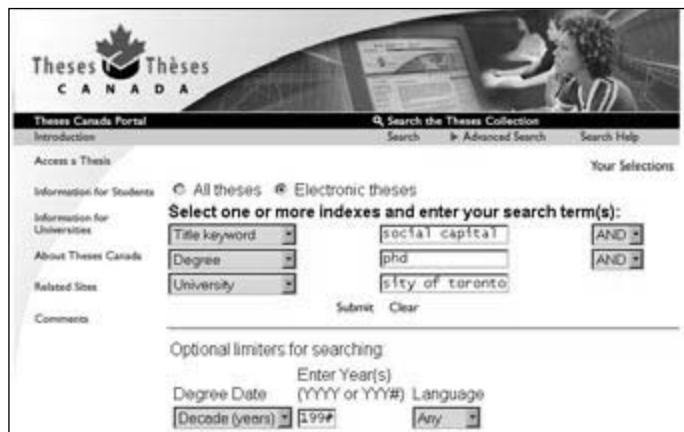 Theses Thèses
CANADA
Theses Canada Portal
Search the Theses Collection
Introduction
Search Advanced Search Search Help
Access a Thesis
Your Selections
Information for Students
All theses Electronic theses
Select one or more indexes and enter your search term(s):
Information for
Universities
Title keyword social capital AND
About Theses Canada
Degree phd AND
Related Sites
University sity of toronto
Submit Clear
Comments
Optional limiters for searching:
Enter Year(s)
Degree Date (YYYY or YYY#) Language
Decade (years) 199# Any